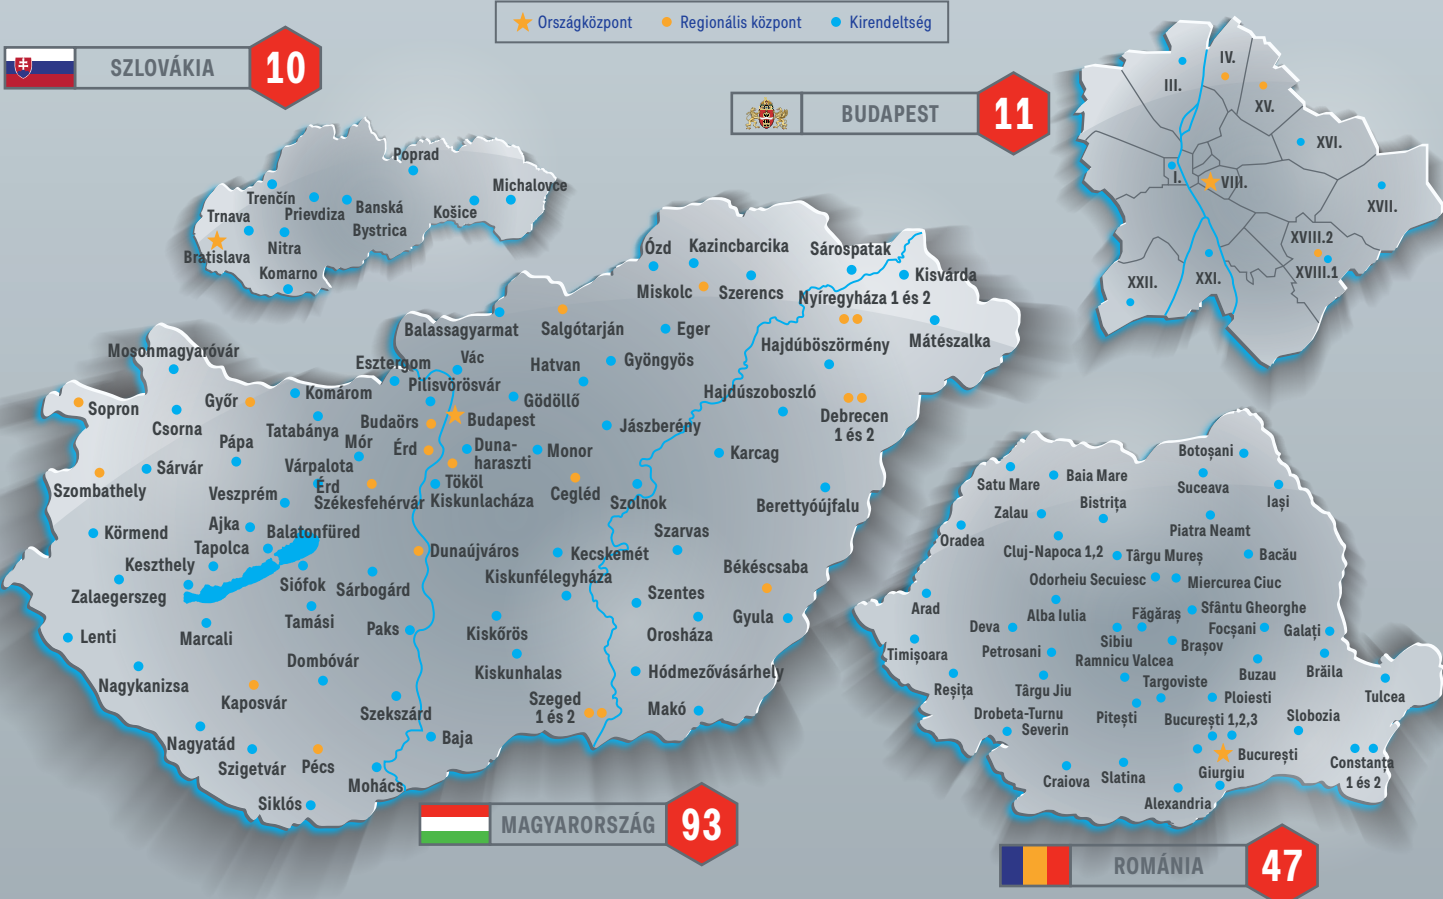 Országközpont
Regionális központ
Kirendeltség
SZLOVÁKIA
10
Poprad
Michalovce
Trenčín
Prievdiza
Banská
Bystrica
Košice
Trnava
Nitra
Bratislava
Komarno
BUDAPEST
11
III.
IV.
XV.
XVI.
I.
VIII.
XVII.
XVIII.2
XVIII.1
XXI.
XXII.
Ózd
Kazincbarcika
Sárospatak
Kisvárda
Miskolc
Szerencs
Nyíregyháza 1 és 2
Balassagyarmat
Salgótarján
Eger
Mátészalka
Hajdúböszörmény
Mosonmagyaróvár
Esztergom
Vác
Hatvan
Gyöngyös
Pilisvörösvár
Komárom
Gödöllő
Hajdúszoboszló
Sopron
Csorna
Győr
Tatabánya
Budaörs
Budapest
Jászberény
Debrecen
1 és 2
Pápa
Mór
Érd
Duna-
haraszti
Monor
Karcag
Sárvár
Várpalota
Szombathely
Veszprém
Érd
Székesfehérvár
Tököl
Kiskunlacháza
Cegléd
Szolnok
Berettyóújfalu
Körmend
Ajka
Balatonfüred
Szarvas
Tapolca
Dunaújváros
Kecskemét
Keszthely
Kiskunfélegyháza
Békéscsaba
Zalaegerszeg
Siófok
Sárbogárd
Szentes
Tamási
Gyula
Lenti
Marcali
Paks
Kiskőrös
Orosháza
Dombóvár
Kiskunhalas
Hódmezővásárhely
Nagykanizsa
Kaposvár
Szeged
1 és 2
Makó
Szekszárd
Nagyatád
Baja
Szigetvár
Pécs
Mohács
Siklós
MAGYARORSZÁG
93
Botoșani
Satu Mare
Baia Mare
Suceava
Iași
Zalau
Bistrița
Oradea
Piatra Neamt
Cluj-Napoca 1,2
Târgu Mureș
Bacău
Odorheiu Secuiesc
Miercurea Ciuc
Arad
Alba Iulia
Făgăraș
Sfântu Gheorghe
Deva
Sibiu
Focșani
Galați
Timișoara
Petrosani
Brașov
Ramnicu Valcea
Buzau
Brăila
Reșița
Târgu Jiu
Targoviste
Tulcea
Ploiesti
Drobeta-Turnu
Severin
Pitești
București 1,2,3
Slobozia
București
Constanța
1 és 2
Craiova
Slatina
Giurgiu
Alexandria
ROMÁNIA
47